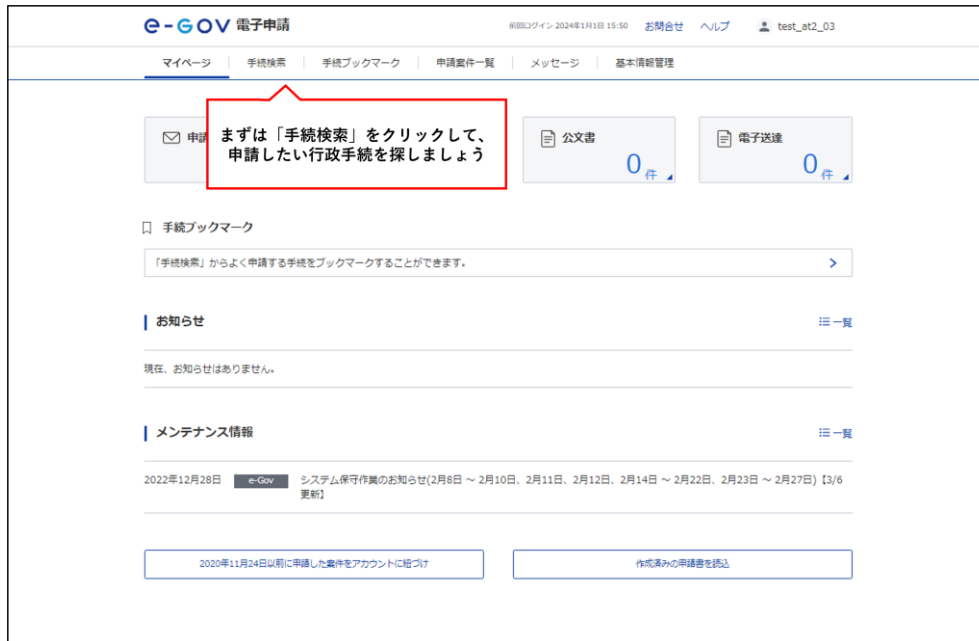 e-GOV 電子申請
前回ログイン 2024年1月1日 15:50 お問合せ ヘルプ test_at2_03
マイページ 手続検索 手続ブックマーク 申請案件一覧 メッセージ 基本情報管理
まずは「手続検索」をクリックして、
申請したい行政手続を探しましょう
申請
公文書
0件
電子送達
0件
手続ブックマーク
「手続検索」からよく申請する手続をブックマークすることができます。
お知らせ 一覧
現在、お知らせはありません。
メンテナンス情報 一覧
2022年12月28日 e-Gov システム保守作業のお知らせ(2月8日 ～ 2月10日、2月11日、2月12日、2月14日 ～ 2月22日、2月23日 ～ 2月27日)【3/6
更新】
2020年11月24日以前に申請した案件をアカウントに紐づけ 作成済みの申請書を読込